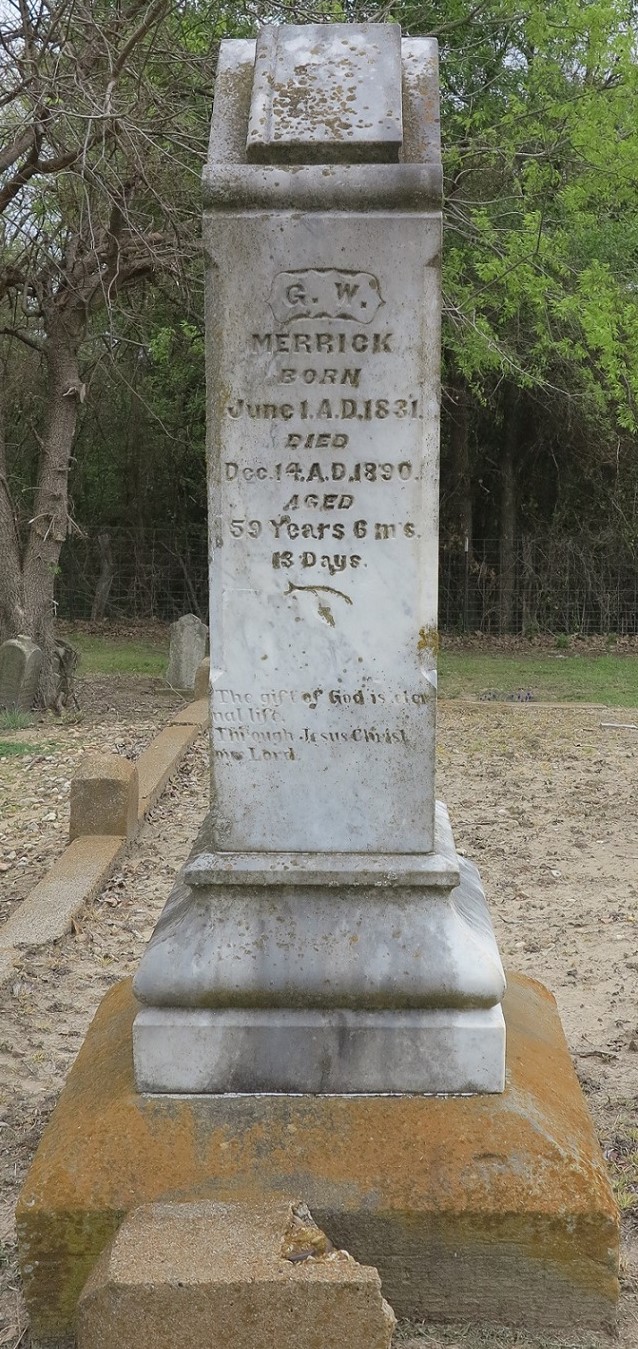 G. W.
MERRICK
BORN
June 1. A.D. 1831.
DIED
Dec. 14. A.D. 1890.
AGED
59 Years 6 m's.
13 Days.
The gift of God is eter
nal life.
Through Jesus Christ
our Lord.